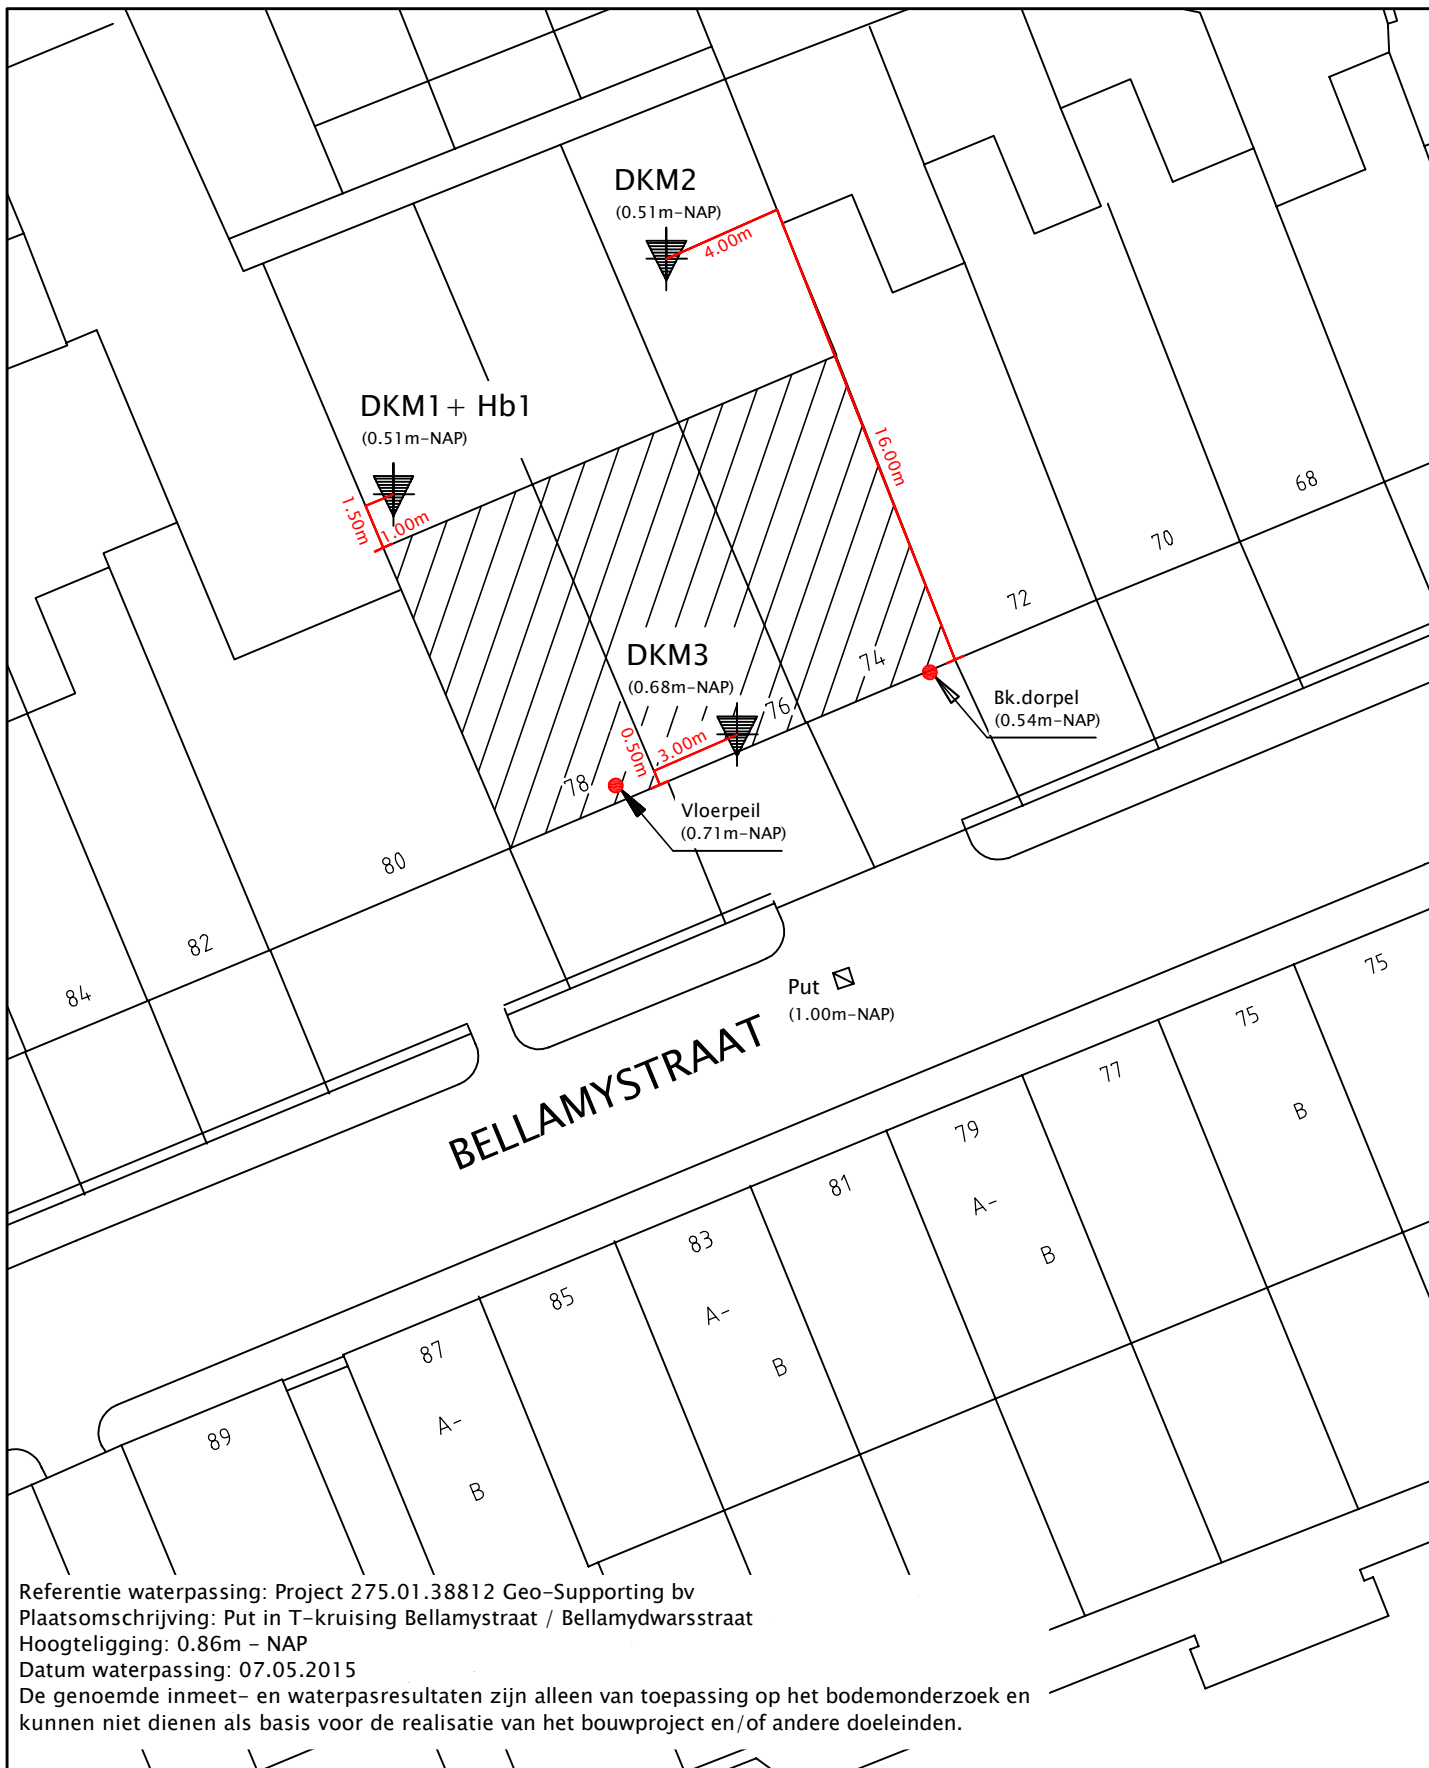 DKM2
(0.51m-NAP)
4.00m
DKM1+ Hb1
(0.51m-NAP)
1.50m
1.00m
16.00m
68
70
72
74
DKM3
(0.68m-NAP)
76
0.50m
3.00m
78
Bk.dorpel
(0.54m-NAP)
Vloerpeil
(0.71m-NAP)
80
82
84
Put
(1.00m-NAP)
BELLAMYSTRAAT
75
75
B
77
79
A-
B
81
83
A-
B
85
87
A-
B
89
Referentie waterpassing: Project 275.01.38812 Geo-Supporting bv
Plaatsomschrijving: Put in T-kruising Bellamystraat / Bellamydwarsstraat
Hoogteligging: 0.86m - NAP
Datum waterpassing: 07.05.2015
De genoemde inmeet- en waterpasresultaten zijn alleen van toepassing op het bodemonderzoek en
kunnen niet dienen als basis voor de realisatie van het bouwproject en/of andere doeleinden.